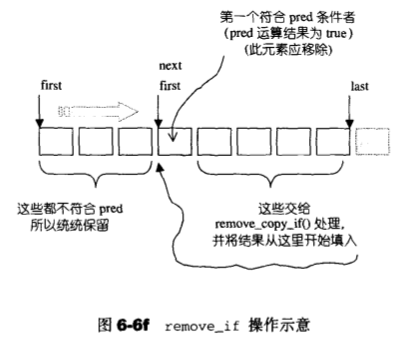 第一个符合 pred 条件者
(pred 运算结果为 true)
(此元素应移除)
next
first
first
last
这些都不符合 pred
所以统统保留
这些交给
remove_copy_if() 处理,
并将结果从这里开始填入
图 6-6f remove_if 操作示意